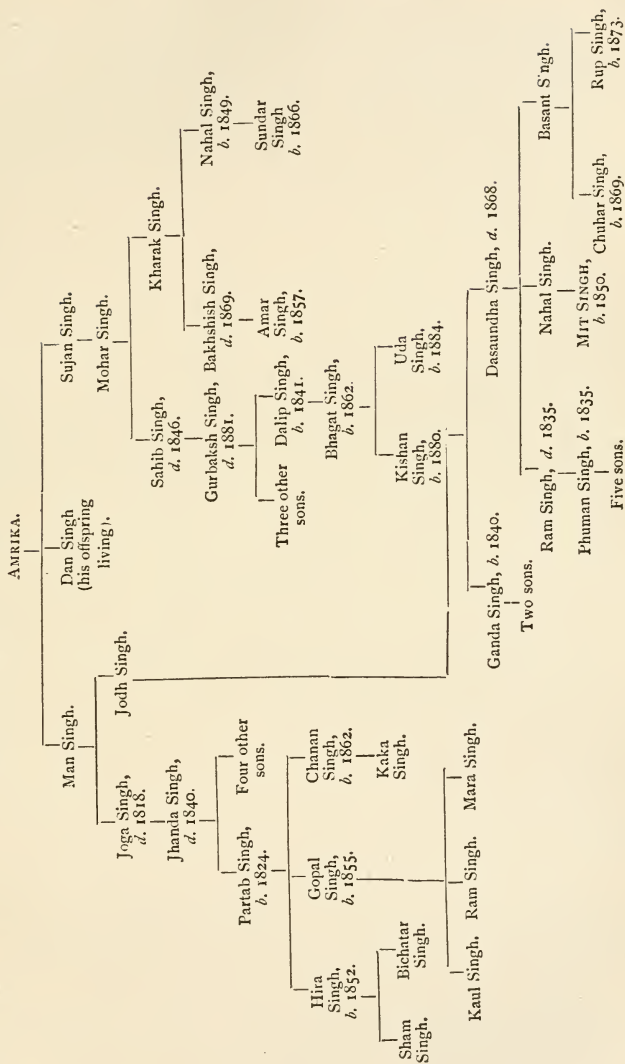 AMRIKA.
Man Singh.
Dan Singh
(his offspring
living).
Sujan Singh.
Mohar Singh.
Joga Singh,
d. 1818.
Jodh Singh.
Jhanda Singh,
d. 1840.
Sahib Singh,
d. 1846.
Kharak Singh.
Gurbaksh Singh,
d. 1881.
Bakhshish Singh,
d. 1869.
Nahal Singh,
b. 1849.
Partab Singh,
b. 1824.
Four other
sons.
Three other
sons.
Dalip Singh,
b. 1841.
Amar
Singh,
b. 1857.
Sundar
Singh
b. 1866.
Hira
Singh,
b. 1852.
Gopal
Singh,
b. 1855.
Chanan
Singh,
b. 1862.
Bhagat Singh,
b. 1862.
Kaka
Singh.
Sham
Singh.
Bichatar
Singh.
Kishan
Singh,
b. 1880.
Uda
Singh,
b. 1884.
Kaul Singh.
Ram Singh.
Mara Singh.
Ganda Singh, b. 1840.
Dasaundha Singh, d. 1868.
Two sons.
Ram Singh, d. 1835.
Nahal Singh.
Basant S'ngh.
Phuman Singh, b. 1835.
MIT SINGH,
b. 1850.
Chuhar Singh,
b. 1869.
Rup Singh,
b. 1873.
Five sons.